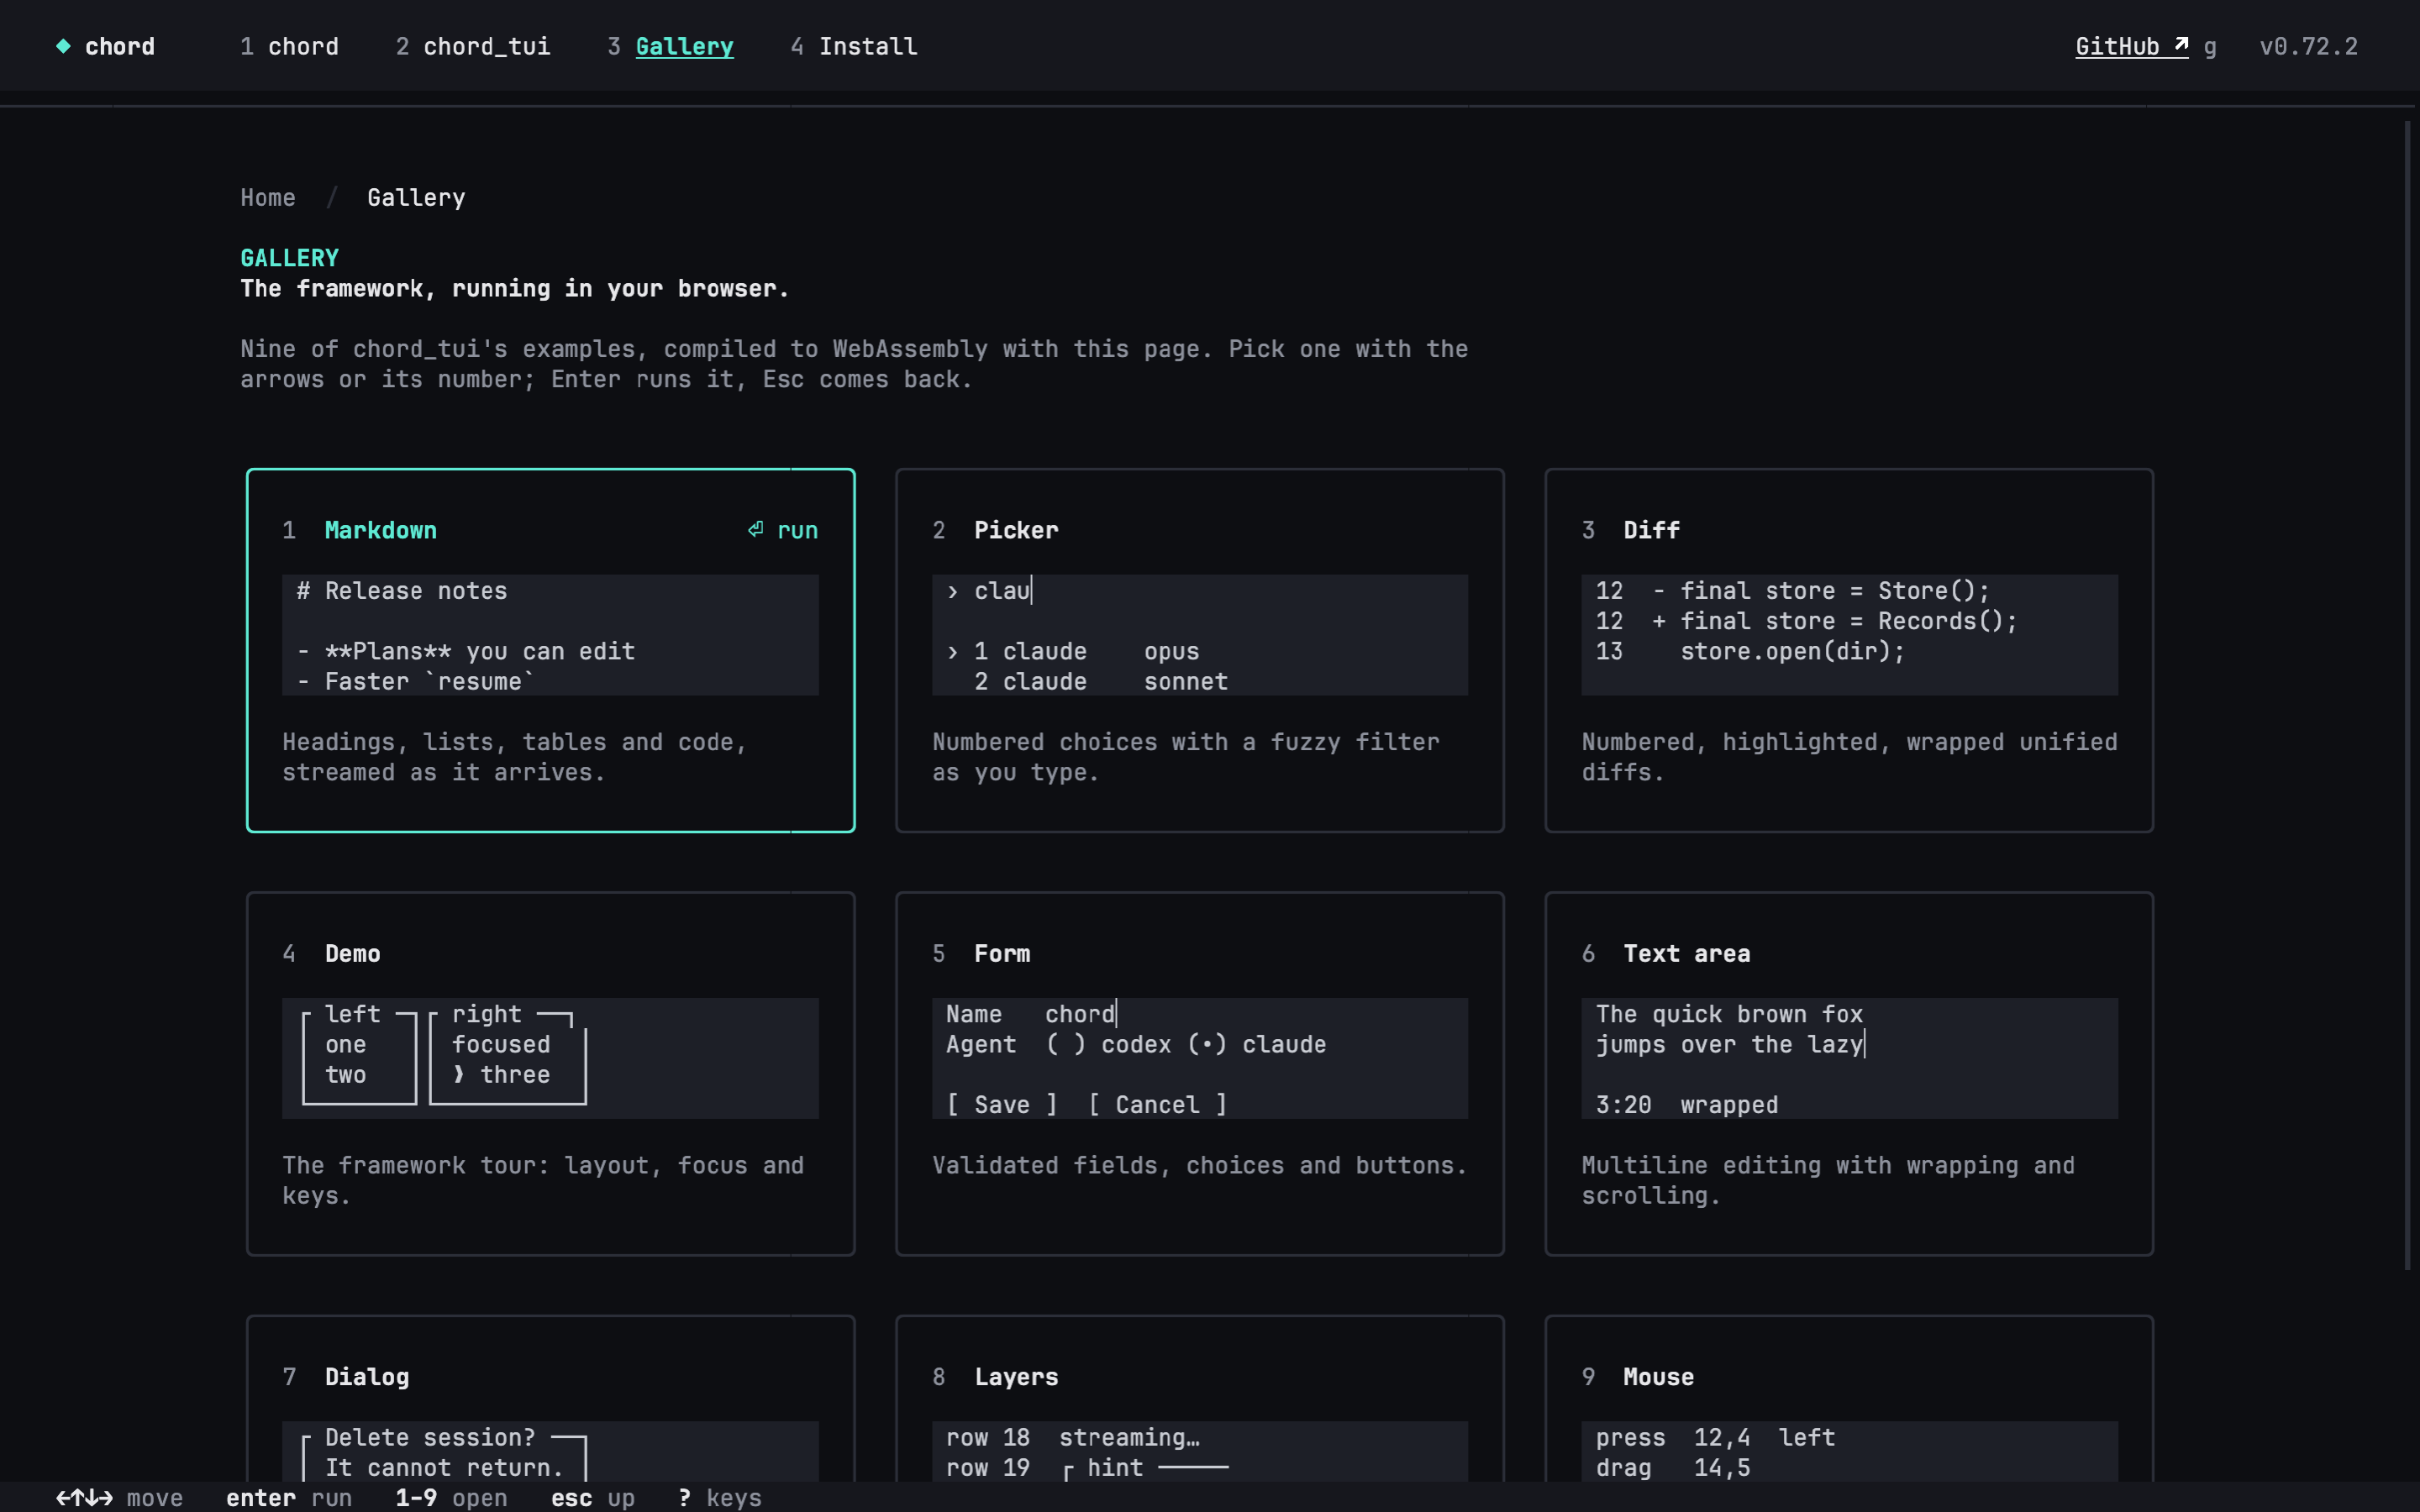 ◆ chord 1 chord 2 chord_tui 3 Gallery 4 Install GitHub ↗ g v0.72.2
Home / Gallery
GALLERY
The framework, running in your browser.
Nine of chord_tui's examples, compiled to WebAssembly with this page. Pick one with the
arrows or its number; Enter runs it, Esc comes back.
1 Markdown ⏎ run
# Release notes
- **Plans** you can edit
- Faster `resume`
Headings, lists, tables and code,
streamed as it arrives.
2 Picker
› clau
› 1 claude opus
2 claude sonnet
Numbered choices with a fuzzy filter
as you type.
3 Diff
12 - final store = Store();
12 + final store = Records();
13 store.open(dir);
Numbered, highlighted, wrapped unified
diffs.
4 Demo
left right
one focused
two ❯ three
The framework tour: layout, focus and
keys.
5 Form
Name chord
Agent ( ) codex (•) claude
[ Save ] [ Cancel ]
Validated fields, choices and buttons.
6 Text area
The quick brown fox
jumps over the lazy
3:20 wrapped
Multiline editing with wrapping and
scrolling.
7 Dialog
Delete session?
It cannot return.
8 Layers
row 18 streaming…
row 19 hint
9 Mouse
press 12,4 left
drag 14,5
←↑↓→ move enter run 1-9 open esc up ? keys